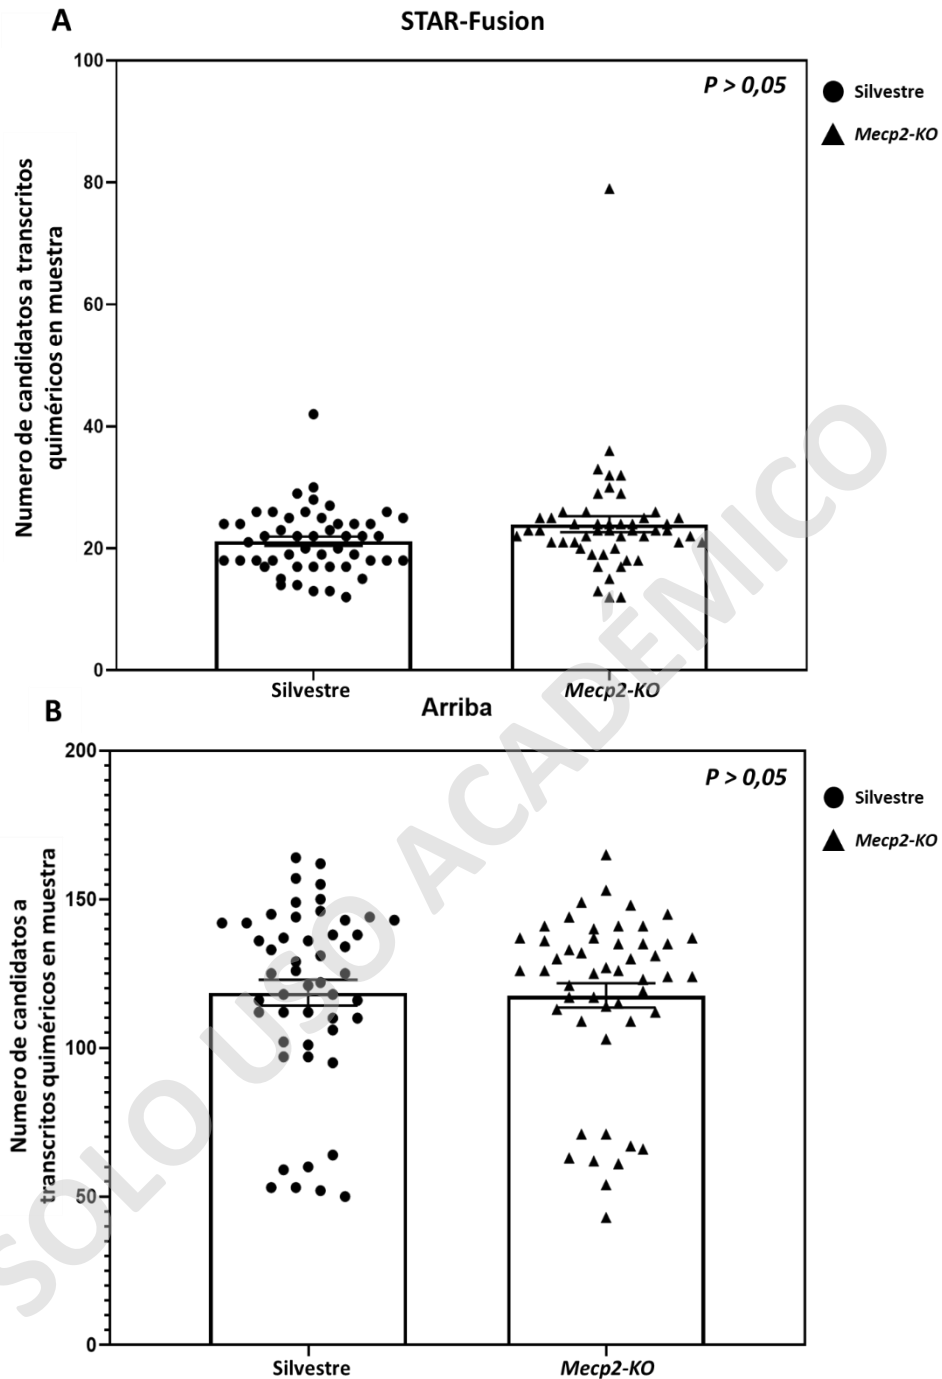 A
STAR-Fusion
100
80
60
40
20
0
Numero de candidatos a transcritos
quiméricos en muestra
P > 0,05
Silvestre
Mecp2-KO
Silvestre
Mecp2-KO
B
Arriba
200
150
100
50
0
Numero de candidatos a
transcritos quiméricos en muestra
P > 0,05
Silvestre
Mecp2-KO
Silvestre
Mecp2-KO
SOLO USO ACADÉMICO